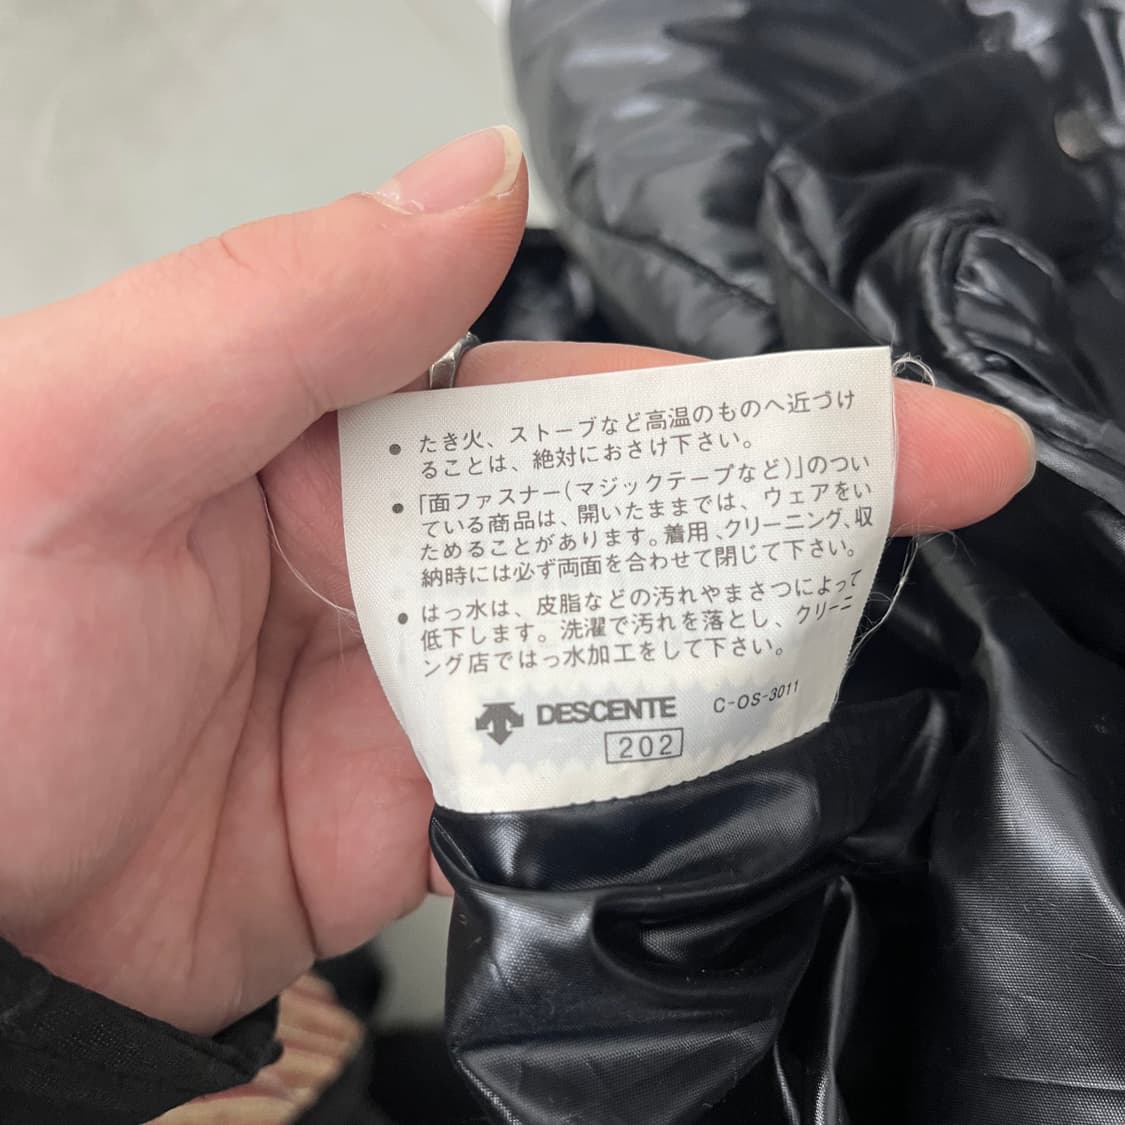 ● たき火、ストーブなど高温のものへ近づけ
ることは、絶対におさけ下さい。
● 「面ファスナー(マジックテープなど)」のつい
ている商品は、開いたままでは、ウェアをい
ためることがあります。着用、クリーニング、収
納時には必ず両面を合わせて閉じて下さい。
● はっ水は、皮脂などの汚れやまさつによって
低下します。洗濯で汚れを落とし、クリーニ
ング店ではっ水加工をして下さい。
DESCENTE C-OS-3011
202